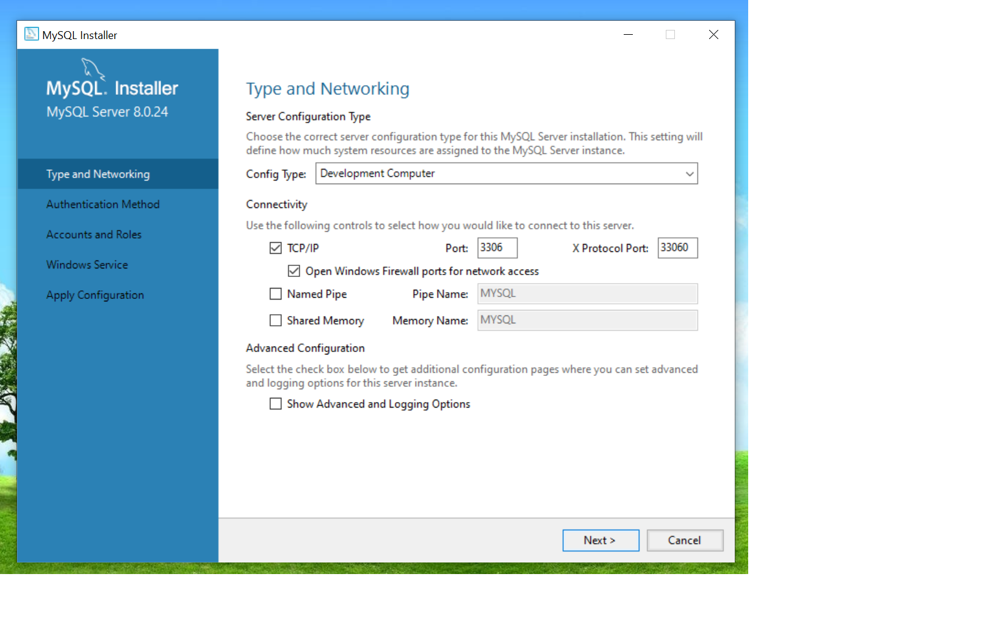 MySQL Installer
MySQL. Installer
MySQL Server 8.0.24
Type and Networking
Authentication Method
Accounts and Roles
Windows Service
Apply Configuration
Type and Networking
Server Configuration Type
Choose the correct server configuration type for this MySQL Server installation. This setting will
define how much system resources are assigned to the MySQL Server instance.
Config Type: Development Computer
Connectivity
Use the following controls to select how you would like to connect to this server.
TCP/IP Port: 3306 X Protocol Port: 33060
Open Windows Firewall ports for network access
Named Pipe Pipe Name: MYSQL
Shared Memory Memory Name: MYSQL
Advanced Configuration
Select the check box below to get additional configuration pages where you can set advanced
and logging options for this server instance.
Show Advanced and Logging Options
Next > Cancel